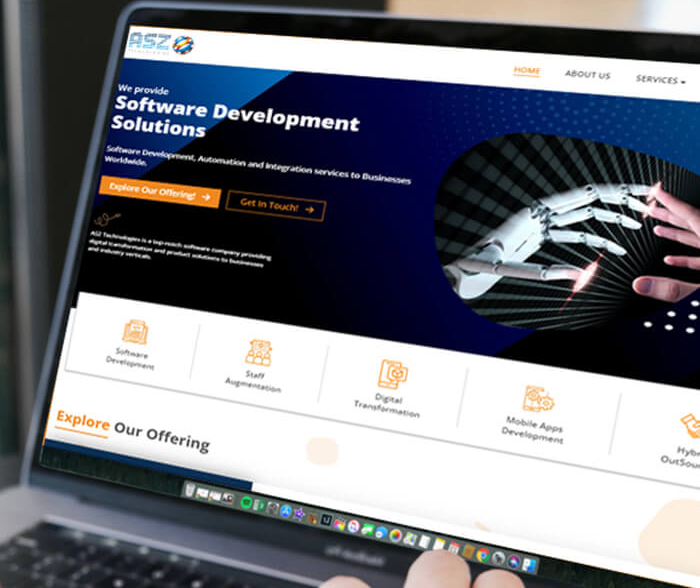 ASZ
HOME
ABOUT US
SERVICES
We provide
Software Development
Solutions
Software Development, Automation and Integration services to Businesses
Worldwide.
Explore Our Offering!
Get In Touch!
ASZ Technologies is a top-notch software company providing
digital transformation and product solutions to businesses
and industry verticals.
Software
Development
Staff
Augmentation
Digital
Transformation
Mobile Apps
Development
Explore Our Offering